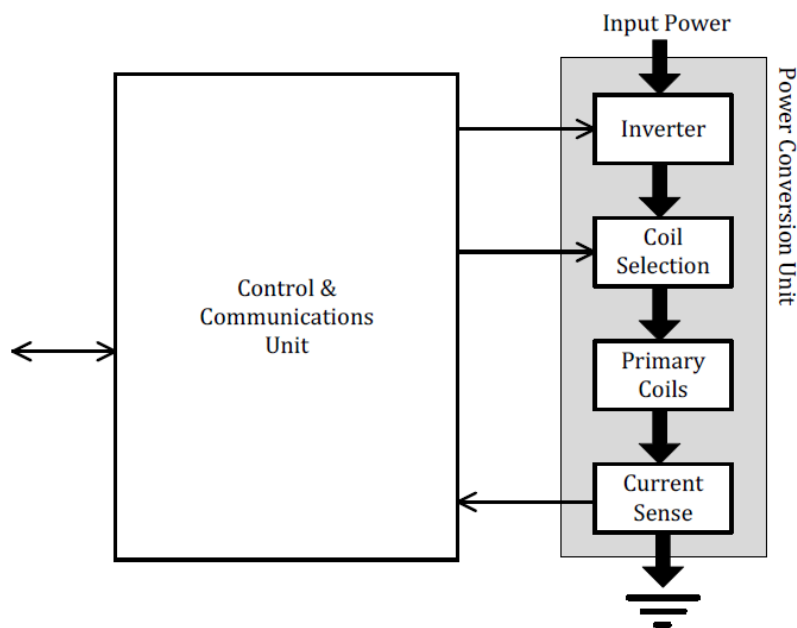 Input Power
Power Conversion Unit
Inverter
Coil
Selection
Control &
Communications
Unit
Primary
Coils
Current
Sense